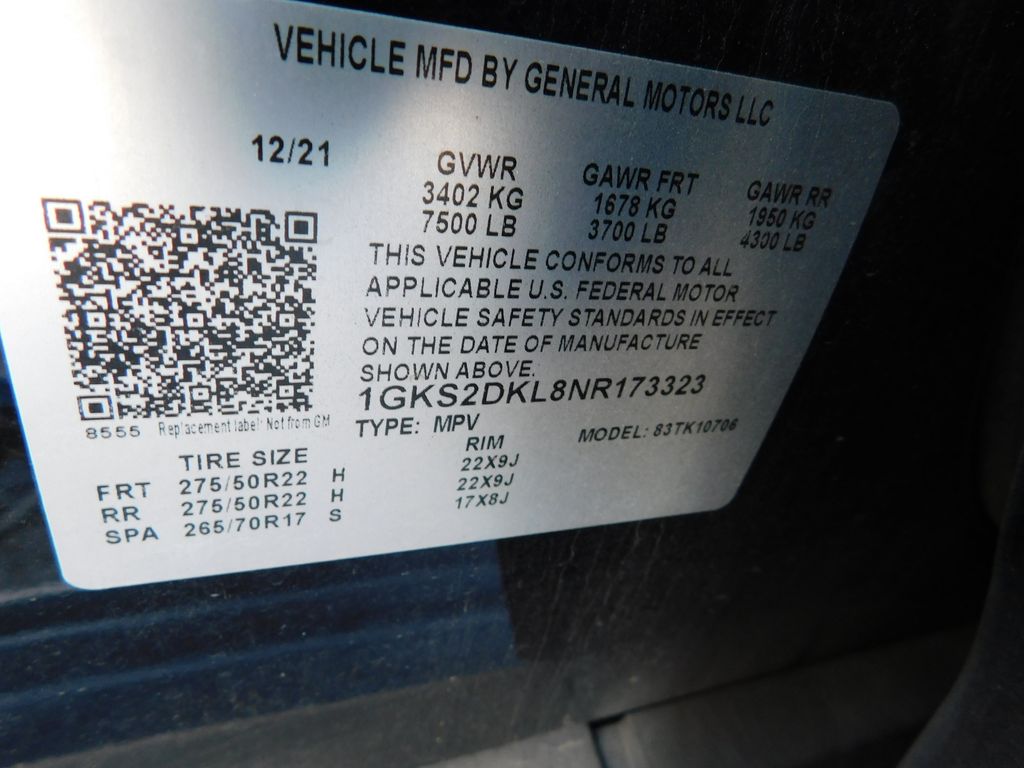 VEHICLE MFD BY GENERAL MOTORS LLC
12/21
GVWR
3402 KG
7500 LB
GAWR FRT
1678 KG
3700 LB
GAWR RR
1950 KG
4300 LB
THIS VEHICLE CONFORMS TO ALL
APPLICABLE U.S. FEDERAL MOTOR
VEHICLE SAFETY STANDARDS IN EFFECT
ON THE DATE OF MANUFACTURE
SHOWN ABOVE.
1GKS2DKL8NR173323
8555 Replacement label: Not from GM
TYPE: MPV
MODEL: 83TK10706
TIRE SIZE RIM
FRT 275/50R22 H 22X9J
RR 275/50R22 H 22X9J
SPA 265/70R17 S 17X8J